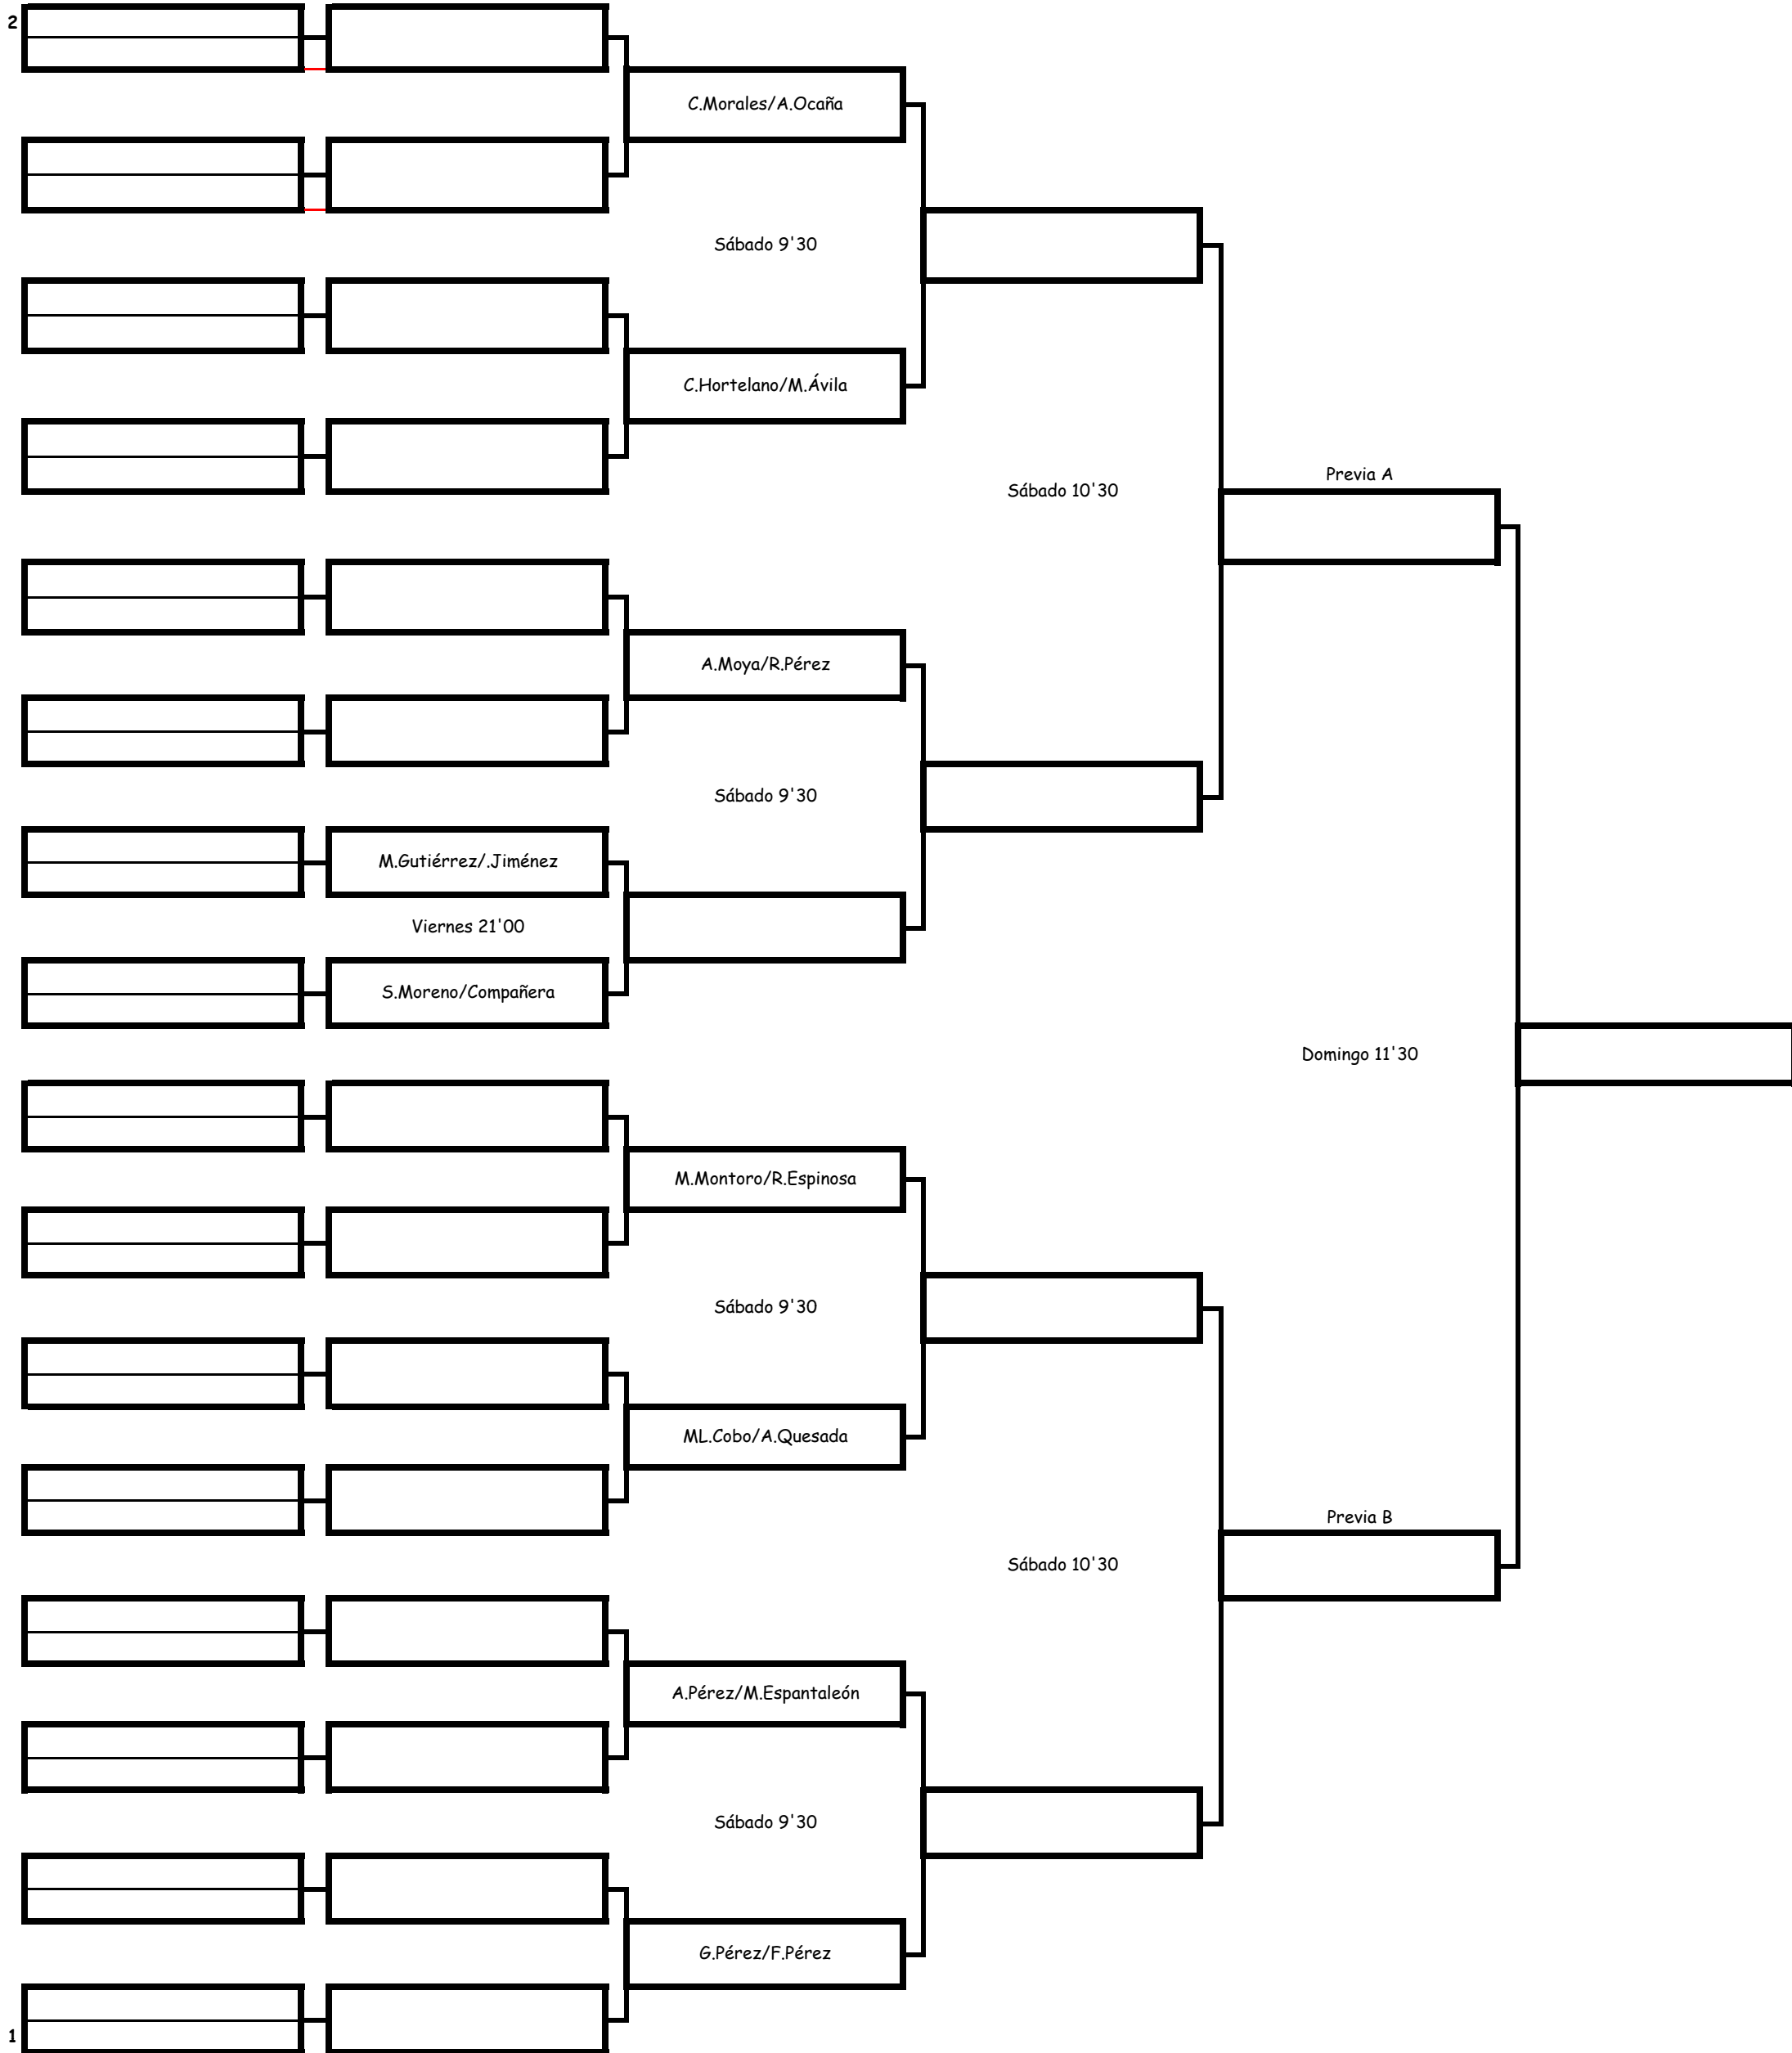 2
C.Morales/A.Ocaña
Sábado 9'30
C.Hortelano/M.Ávila
Previa A
Sábado 10'30
A.Moya/R.Pérez
Sábado 9'30
M.Gutiérrez/.Jiménez
Viernes 21'00
S.Moreno/Compañera
Domingo 11'30
M.Montoro/R.Espinosa
Sábado 9'30
ML.Cobo/A.Quesada
Previa B
Sábado 10'30
A.Pérez/M.Espantaleón
Sábado 9'30
G.Pérez/F.Pérez
1